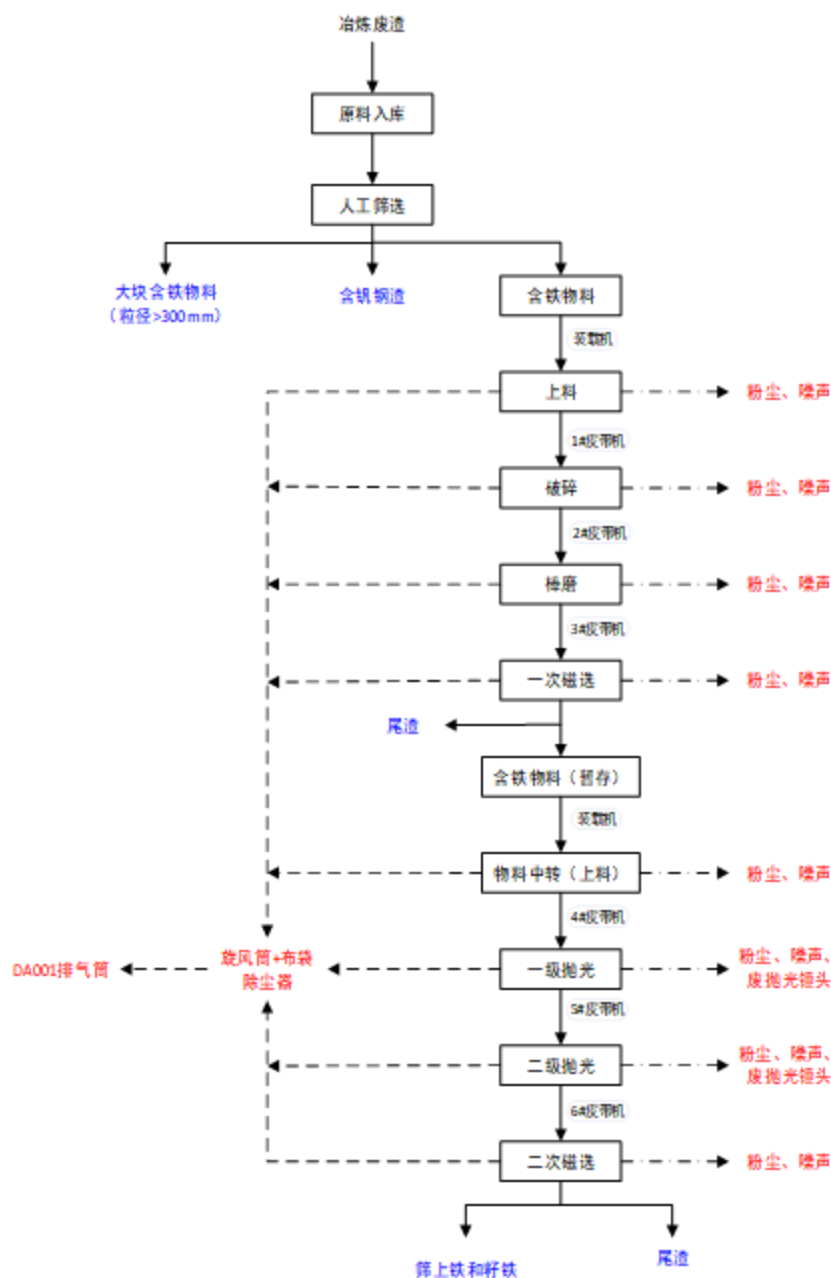 冶炼废渣
原料入库
人工筛选
大块含铁物料
（粒径>300mm）
含钒钢渣
含铁物料
装载机
上料
粉尘、噪声
1#皮带机
破碎
粉尘、噪声
2#皮带机
棒磨
粉尘、噪声
3#皮带机
一次磁选
粉尘、噪声
尾渣
含铁物料（暂存）
装载机
物料中转（上料）
粉尘、噪声
4#皮带机
DA001排气筒
旋风筒+布袋
除尘器
一级抛光
粉尘、噪声、
废抛光锤头
5#皮带机
二级抛光
粉尘、噪声、
废抛光锤头
6#皮带机
二次磁选
粉尘、噪声
筛上铁和籽铁
尾渣